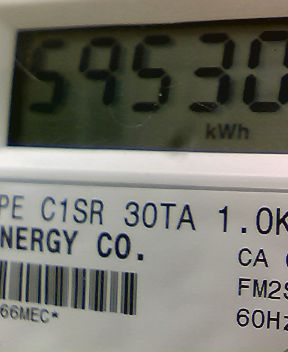 59530
kWh
PE C1SR 30TA 1.0K
NERGY CO.
CA
FM2S
66MEC*
60Hz